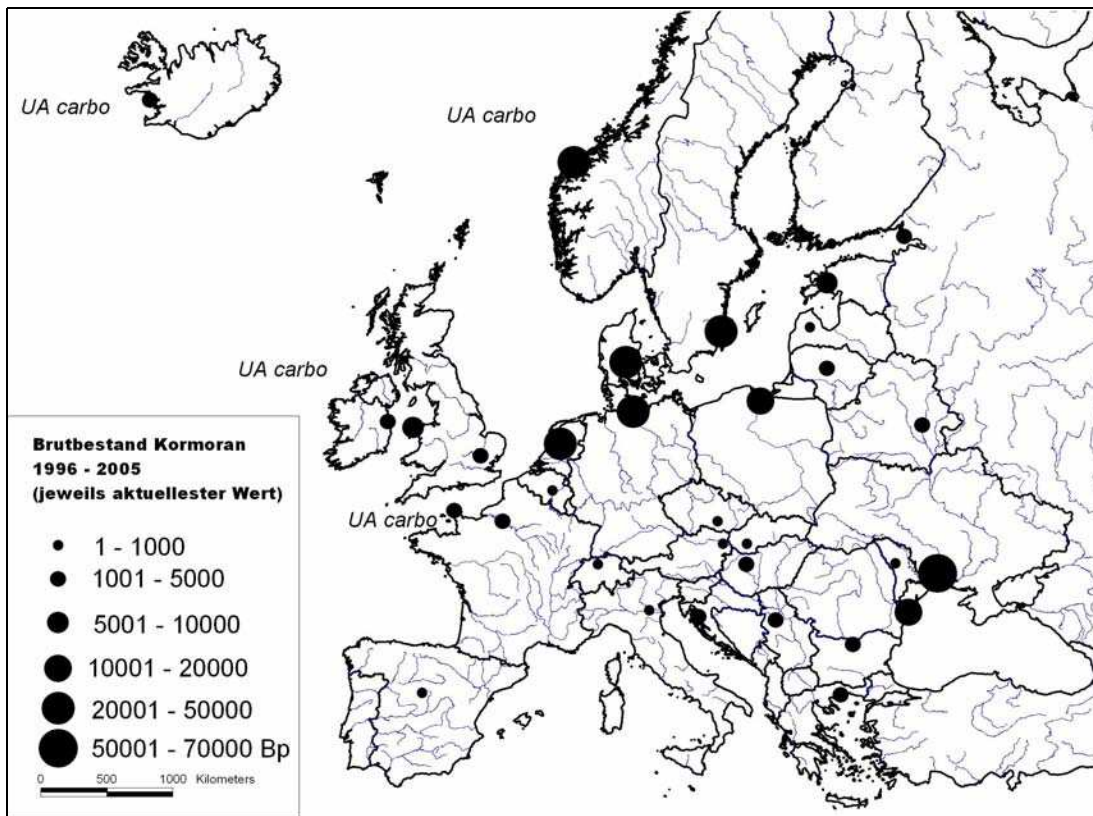 UA carbo
UA carbo
UA carbo
UA carbo
Brutbestand Kormoran
1996 - 2005
(jeweils aktuellester Wert)
1 - 1000
1001 - 5000
5001 - 10000
10001 - 20000
20001 - 50000
50001 - 70000 Bp
0 500 1000 Kilometers